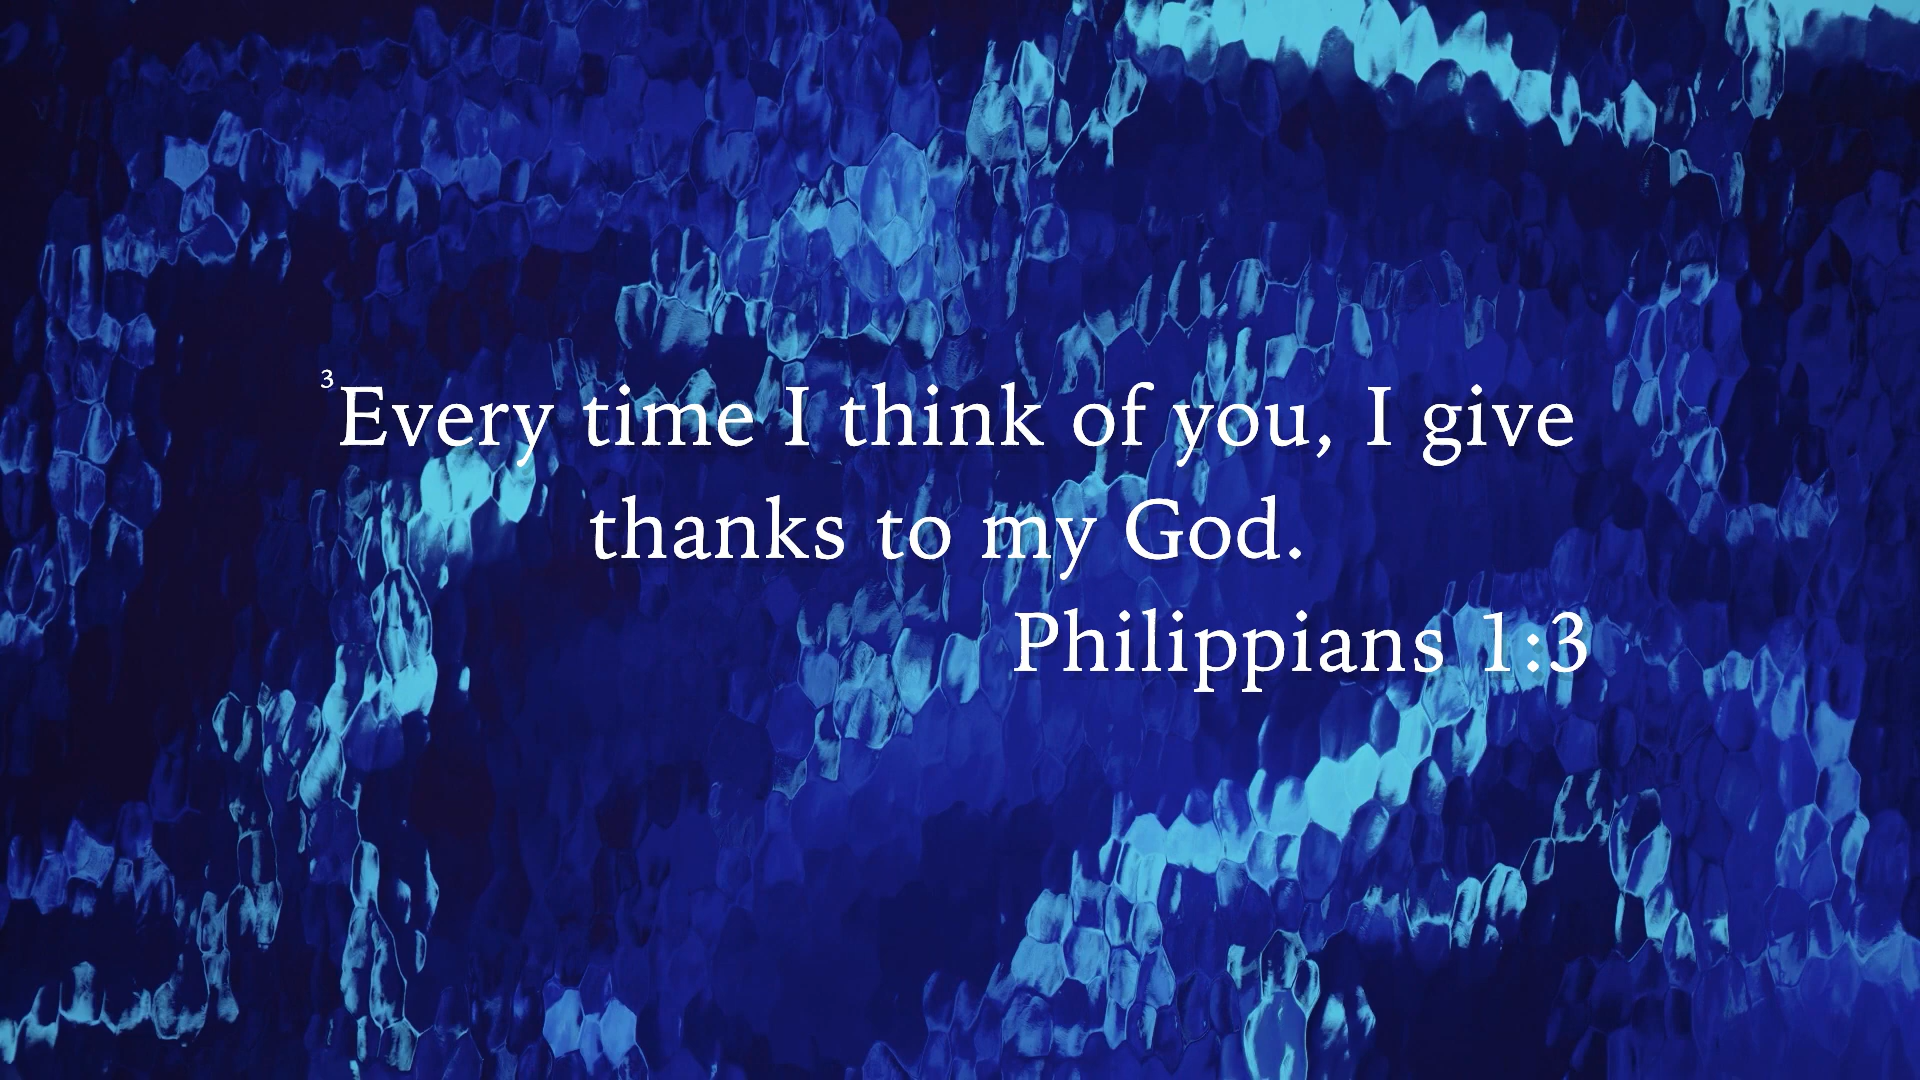 ³Every time I think of you, I give
thanks to my God.
Philippians 1:3